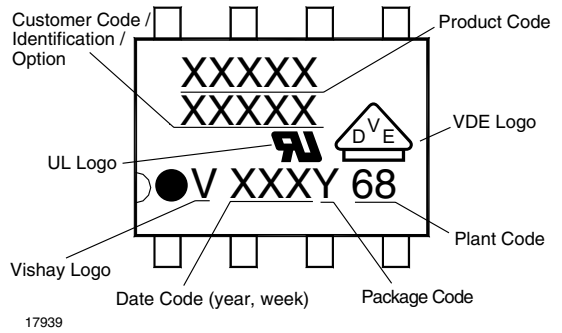 Customer Code /
Identification /
Option
Product Code
XXXXX
XXXXX
VDE Logo
D V E
UL Logo
RU
V XXXY 68
Plant Code
Vishay Logo
Date Code (year, week)
Package Code
17939